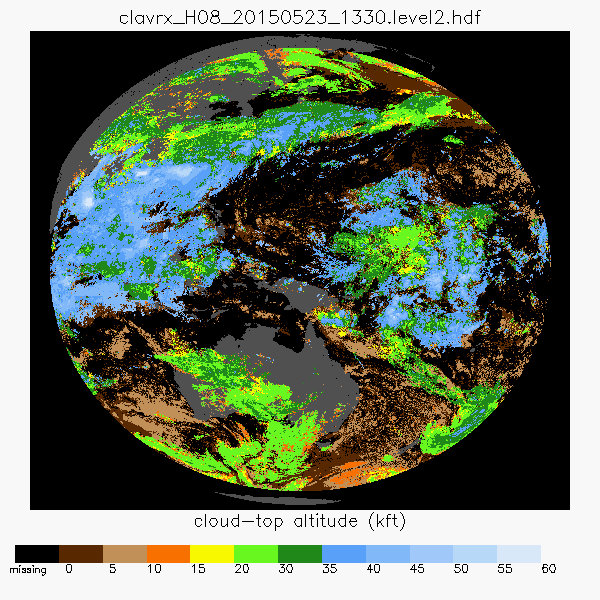 clavrx_H08_20150523_1330.level2.hdf
cloud-top altitude (kft)
missing 0 5 10 15 20 25 30 35 40 45 50 55 60